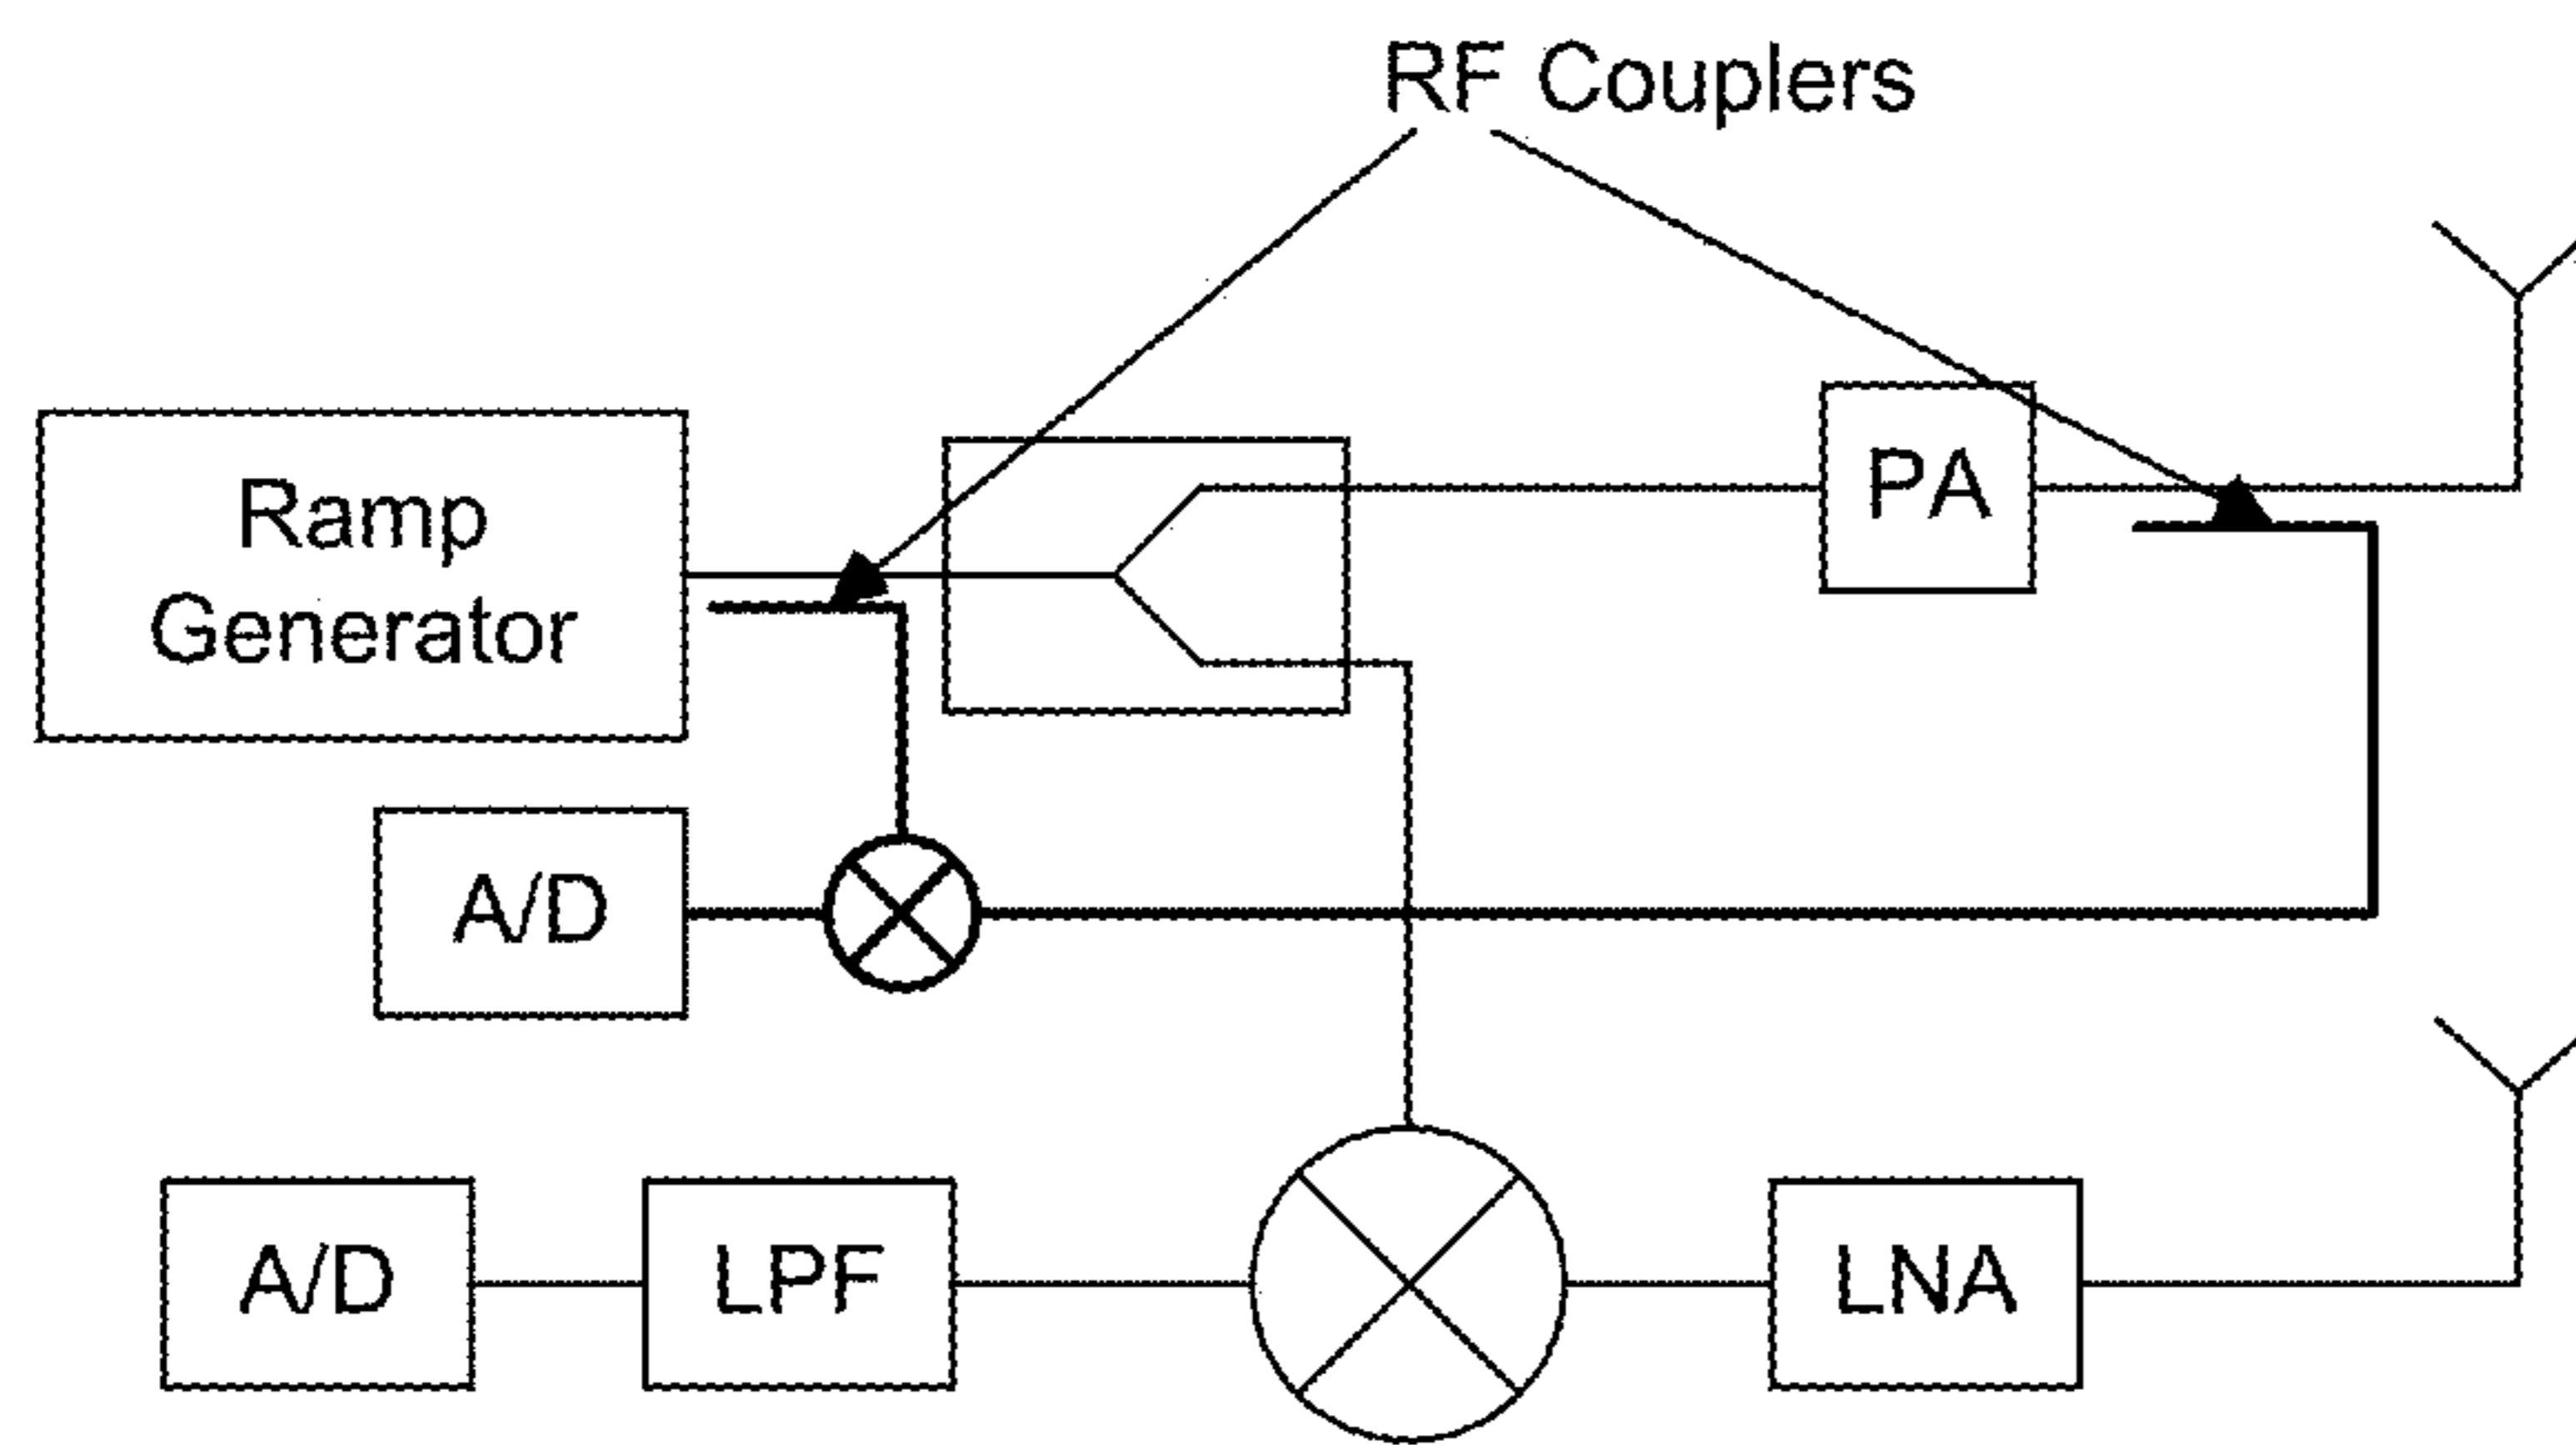 RF Couplers
Ramp
Generator
PA
A/D
A/D
LPF
LNA